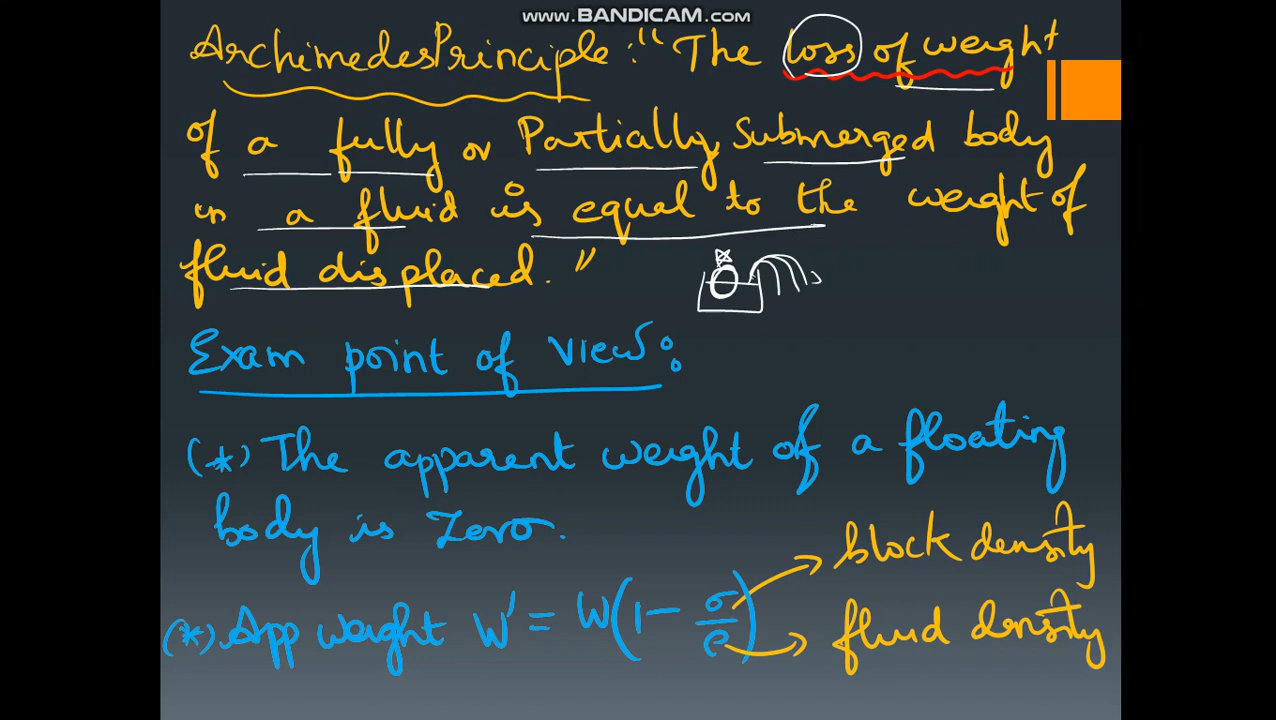 www.BANDICAM.com
Archimedes Principle: "The loss of weight
of a fully or Partially Submerged body
in a fluid is equal to the weight of
fluid displaced."
Exam point of view:
(*) The apparent weight of a floating
body is Zero.
block density
(*). App weight W' = W(1 - σ/ρ)
fluid density